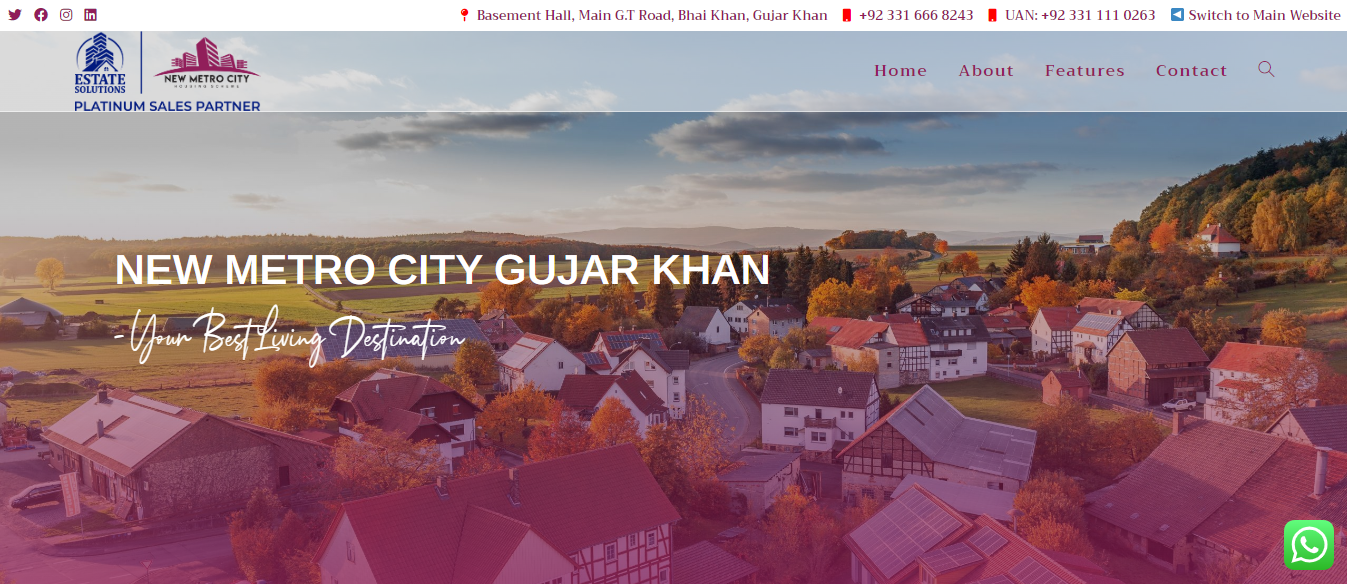 Basement Hall, Main G.T Road, Bhai Khan, Gujar Khan +92 331 666 8243 UAN: +92 331 111 0263 Switch to Main Website
ESTATE
SOLUTIONS
NEW METRO CITY
HOUSING SCHEME
PLATINUM SALES PARTNER
Home About Features Contact
NEW METRO CITY GUJAR KHAN
-Your Best Living Destination